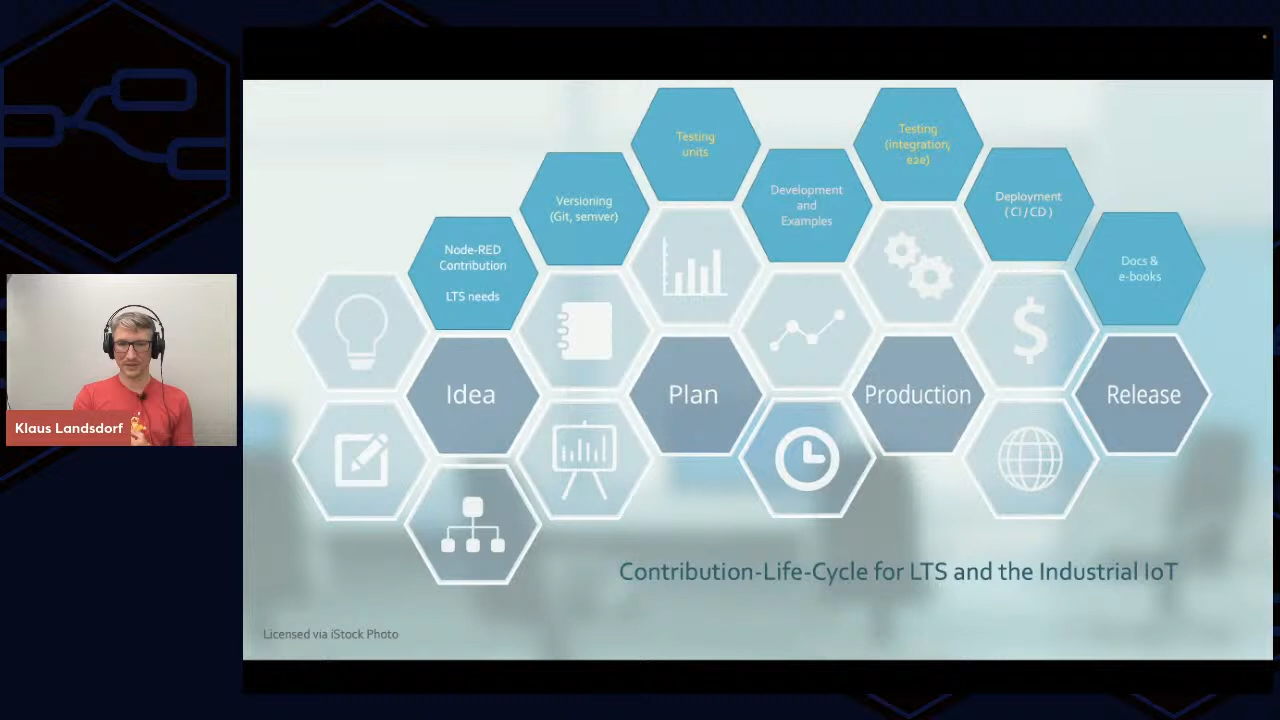 Testing
units
Testing
(integration,
e2e)
Versioning
(Git, semver)
Development
and
Examples
Deployment
( CI / CD )
Node-RED
Contribution
LTS needs
Docs &
e-books
Idea
Plan
Production
Release
Klaus Landsdorf
Contribution-Life-Cycle for LTS and the Industrial IoT
Licensed via iStock Photo